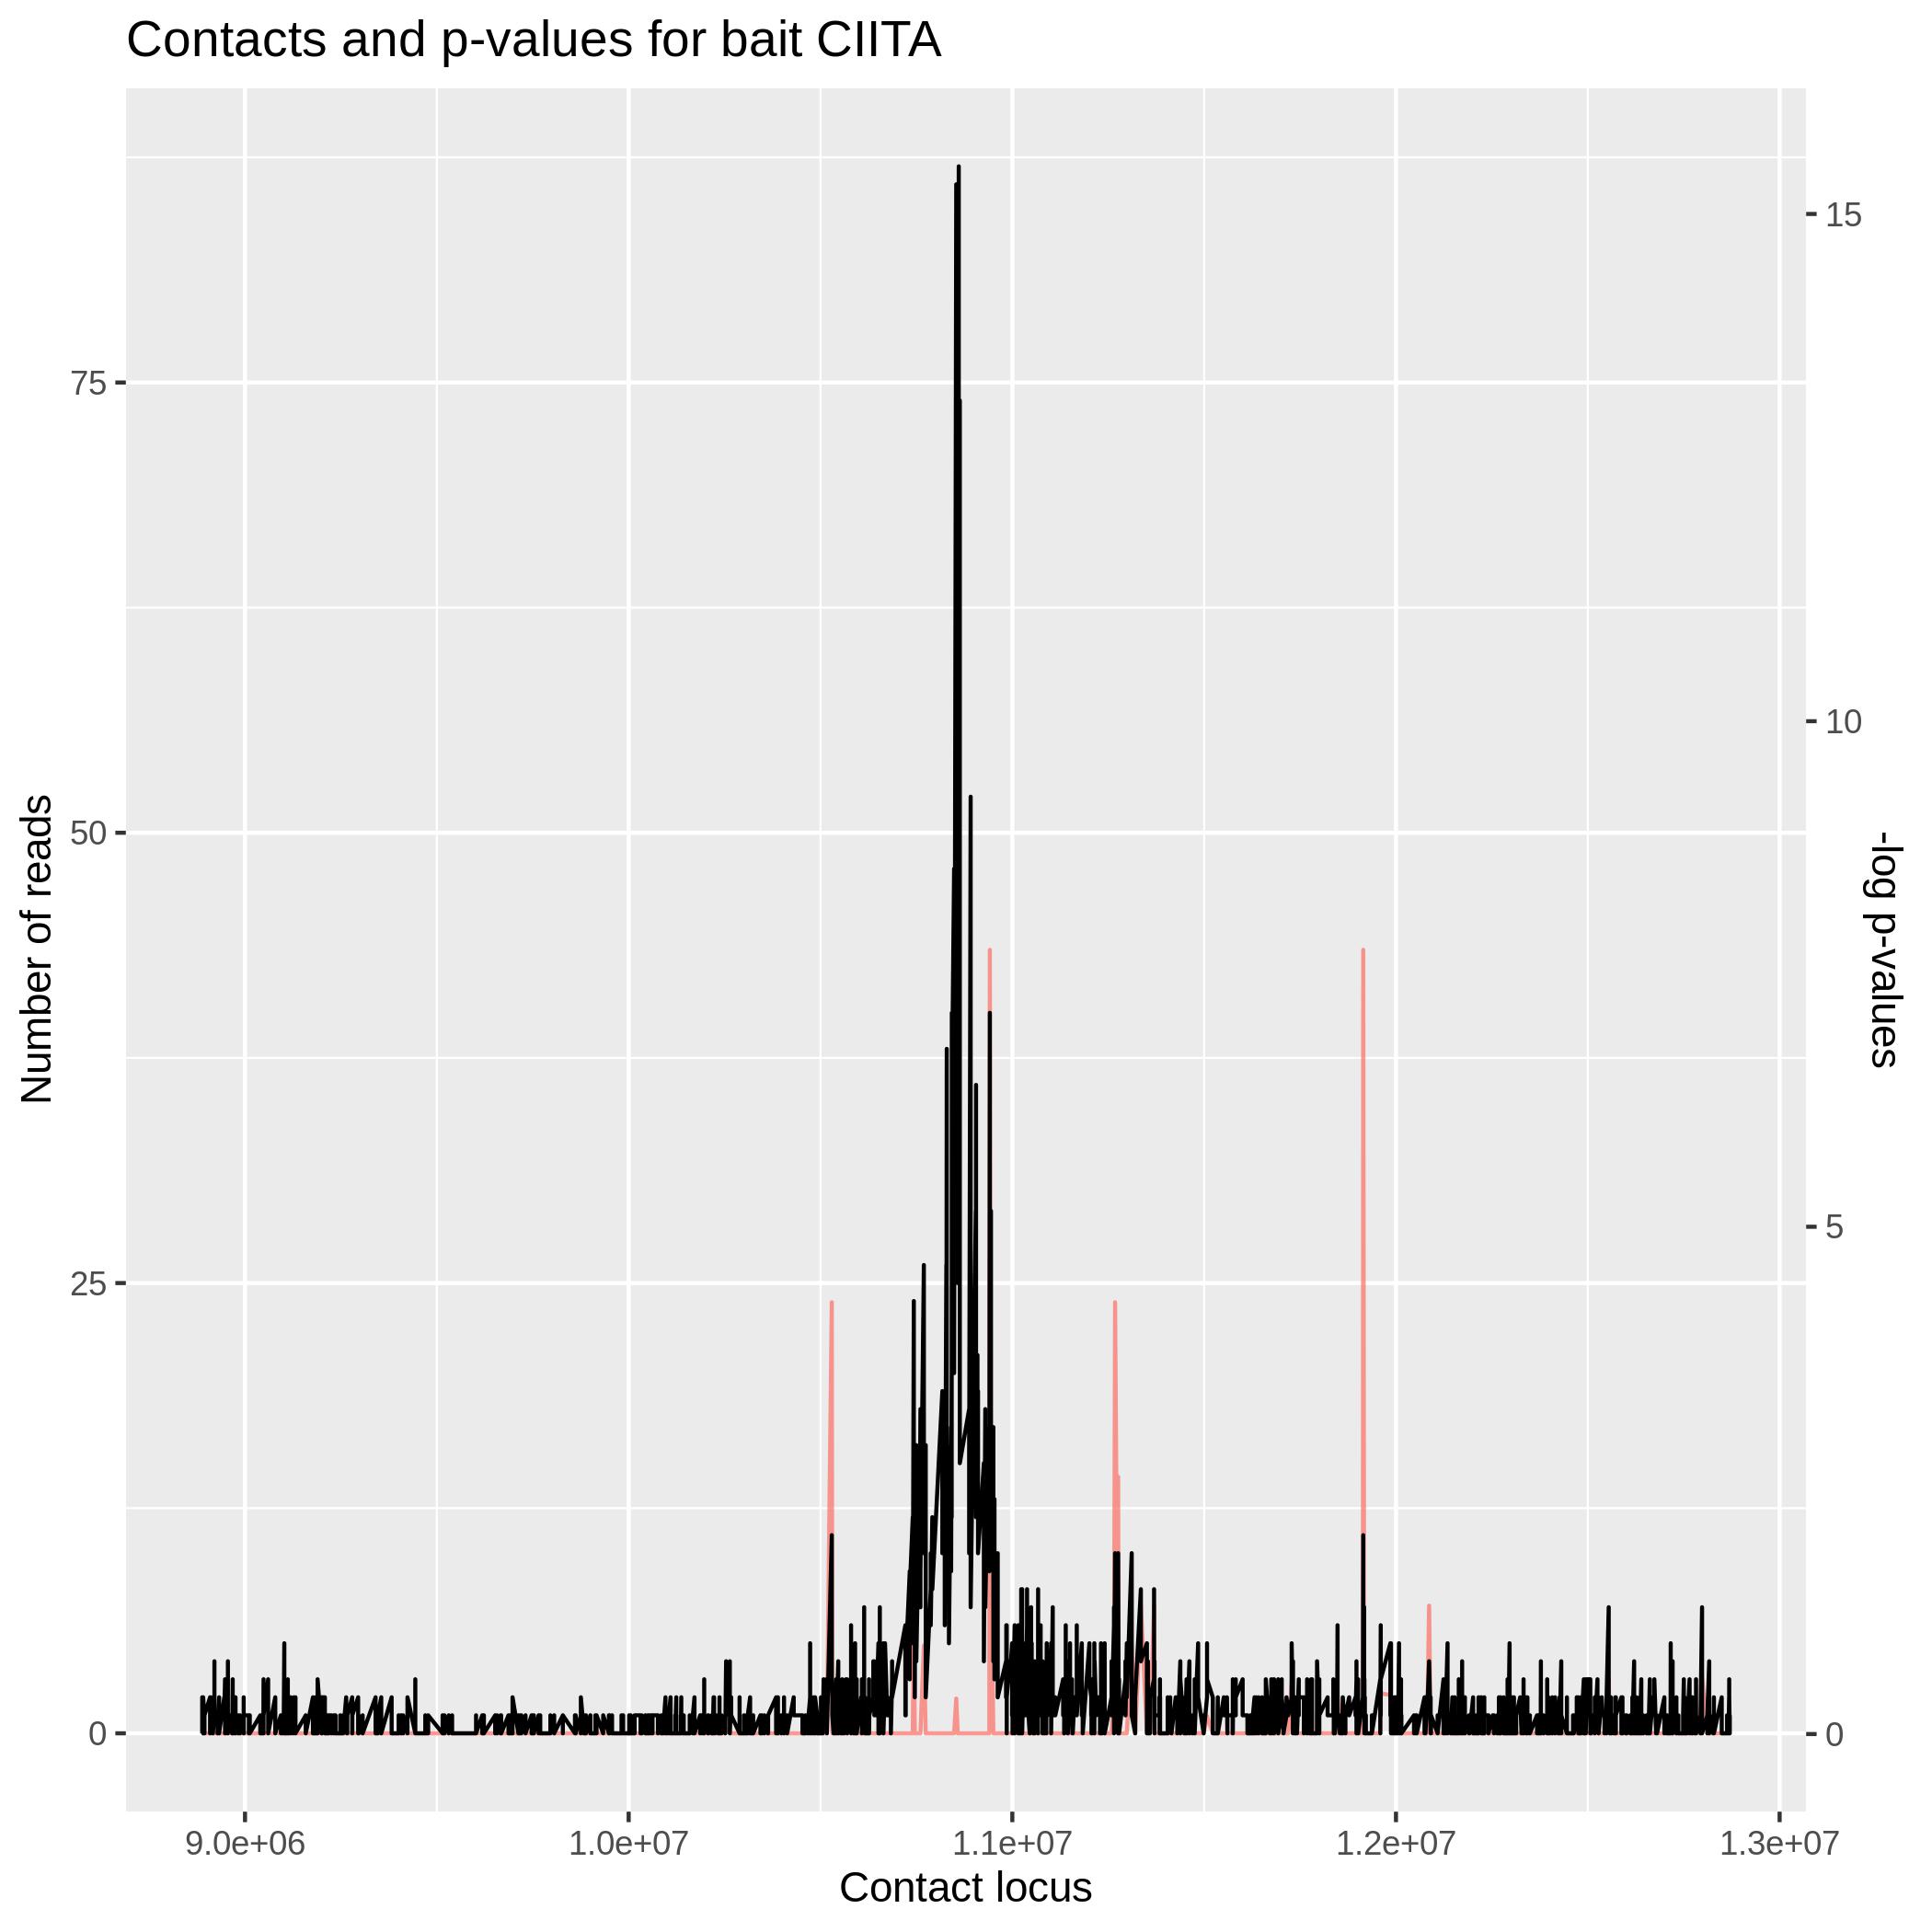 Contacts and p-values for bait CIITA
Number of reads
75
50
25
0
15
10
5
0
-log p-values
9.0e+06
1.0e+07
1.1e+07
1.2e+07
1.3e+07
Contact locus